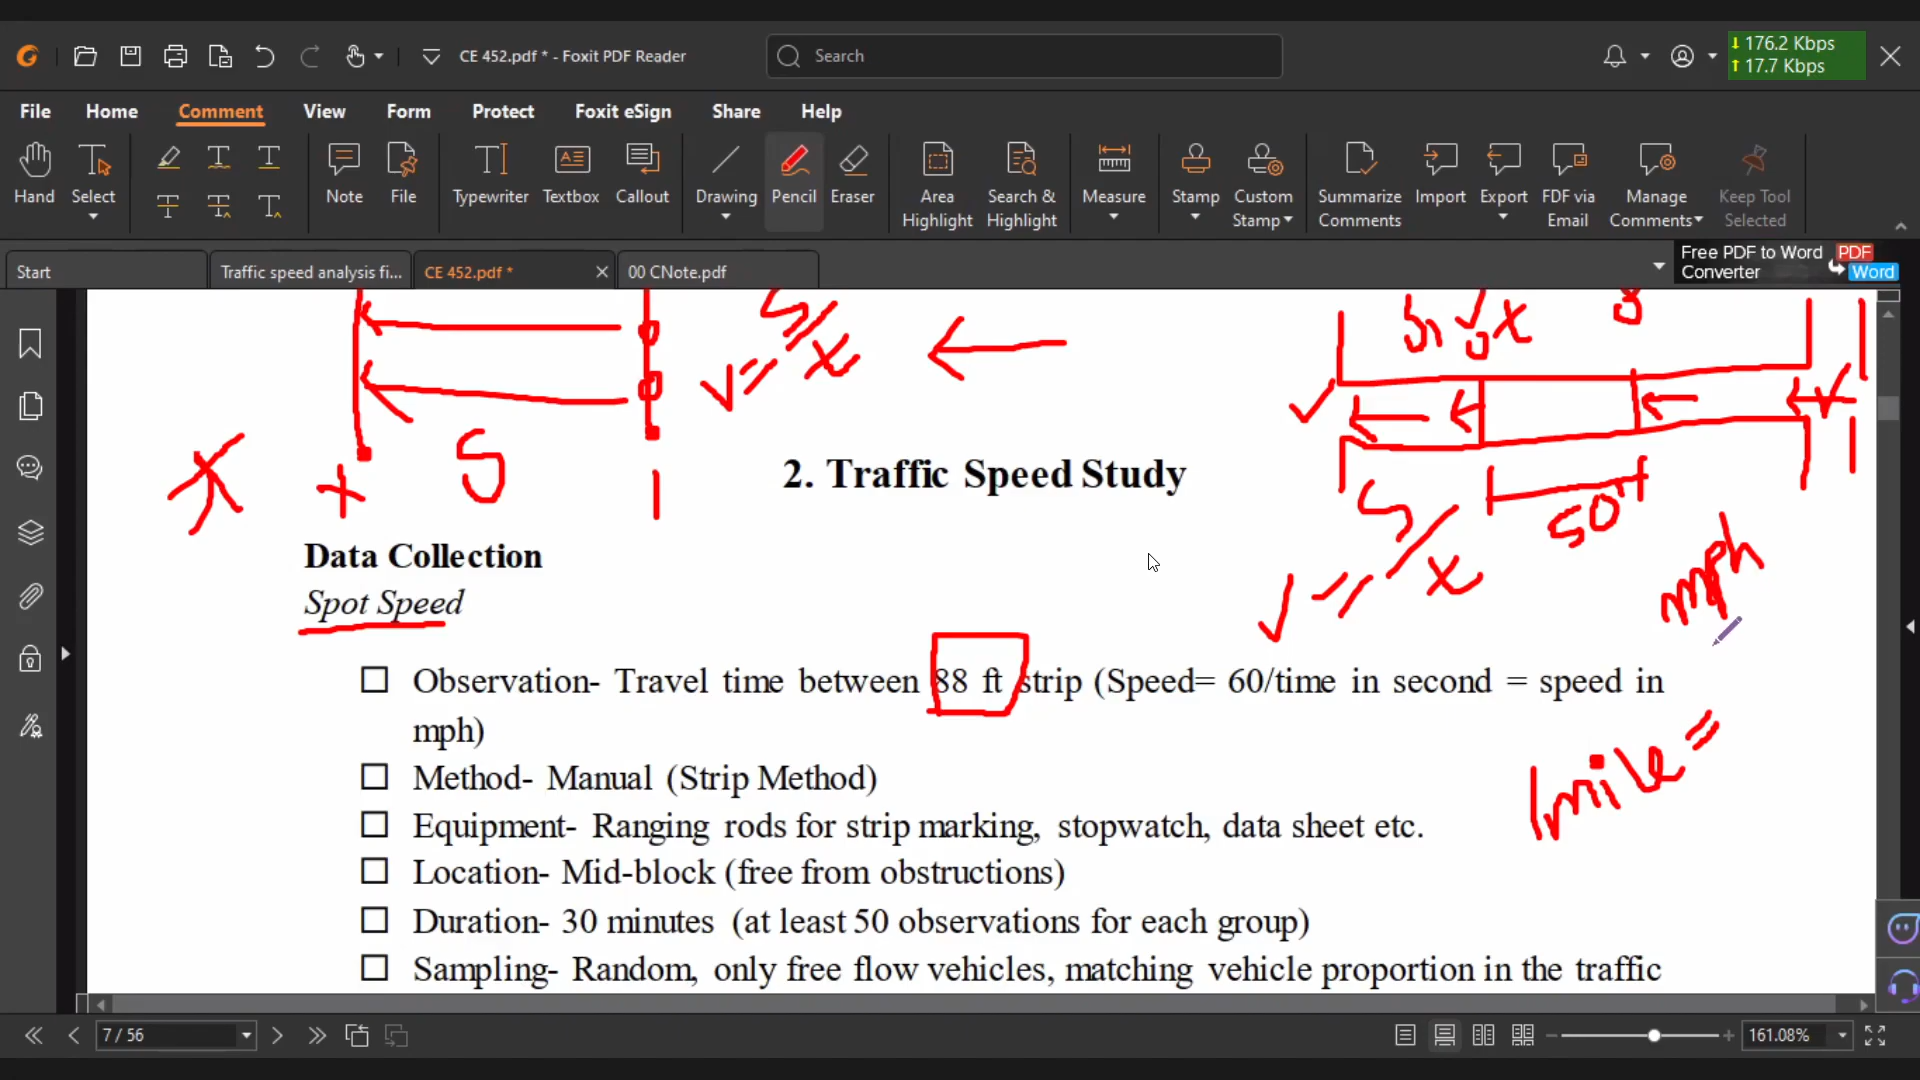 CE 452.pdf * - Foxit PDF Reader
Search
176.2 Kbps
17.7 Kbps
File Home Comment View Form Protect Foxit eSign Share Help
Hand Select Note File Typewriter Textbox Callout Drawing Pencil Eraser Area Highlight Search & Highlight Measure Stamp Custom Stamp Summarize Comments Import Export FDF via Email Manage Comments Keep Tool Selected
Start Traffic speed analysis fi... CE 452.pdf * 00 CNote.pdf
Free PDF to Word Converter PDF Word
v = S/t
S
50'
v = S/t
mph
2. Traffic Speed Study
Data Collection
Spot Speed
☐ Observation- Travel time between 88 ft strip (Speed= 60/time in second = speed in
mph)
1 mile =
☐ Method- Manual (Strip Method)
☐ Equipment- Ranging rods for strip marking, stopwatch, data sheet etc.
☐ Location- Mid-block (free from obstructions)
☐ Duration- 30 minutes (at least 50 observations for each group)
☐ Sampling- Random, only free flow vehicles, matching vehicle proportion in the traffic
7 / 56
161.08%